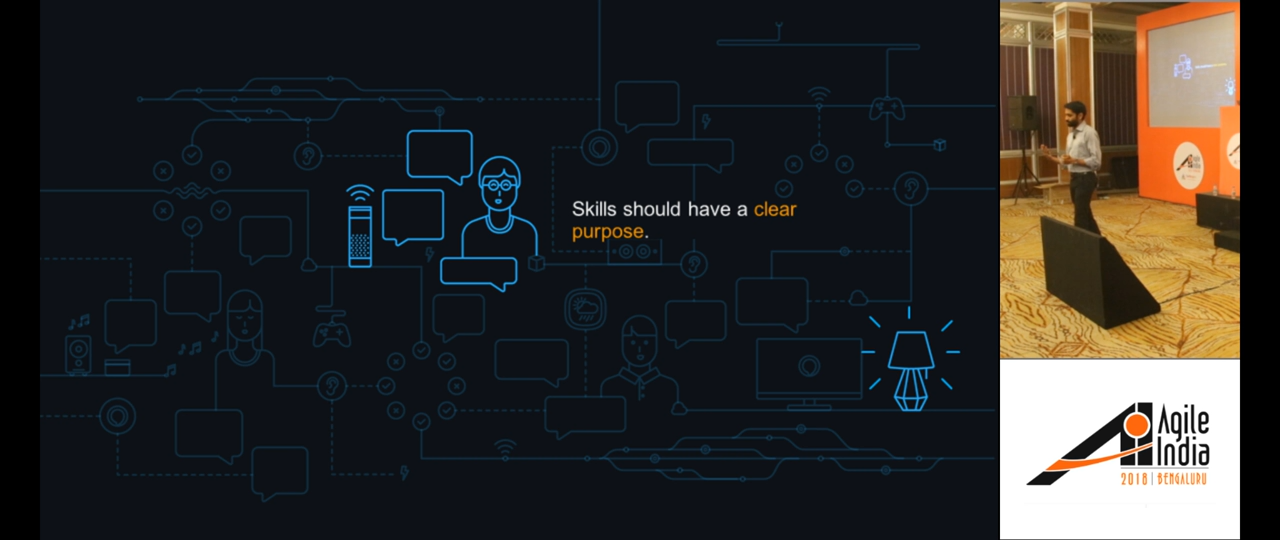 Skills should have a clear
purpose.
Agile
India
2018 | BENGALURU